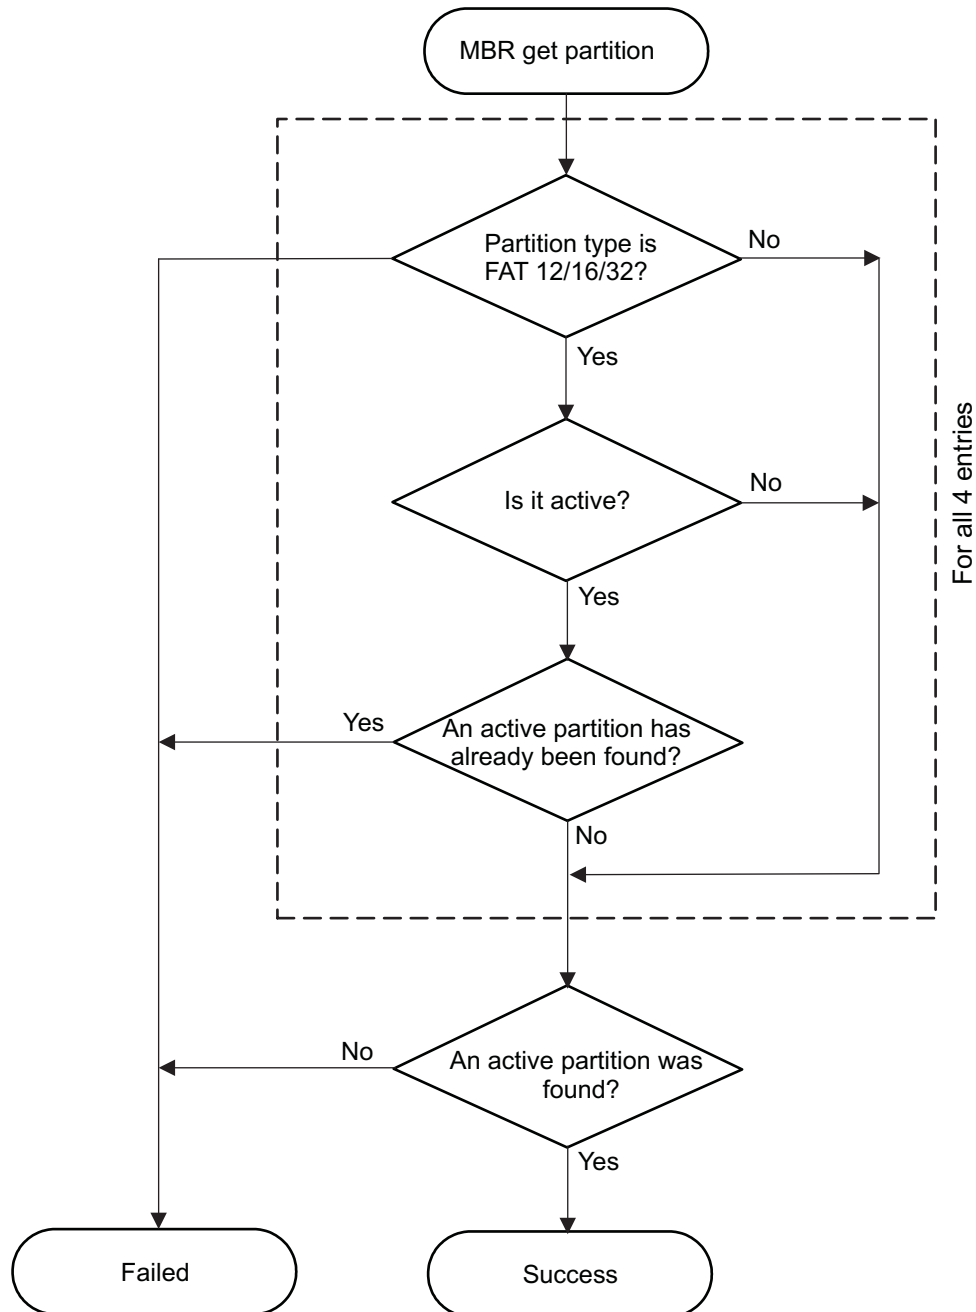 MBR get partition
Partition type is
FAT 12/16/32?
No
Yes
Is it active?
No
Yes
For all 4 entries
An active partition has
already been found?
Yes
No
An active partition was
found?
No
Yes
Failed
Success